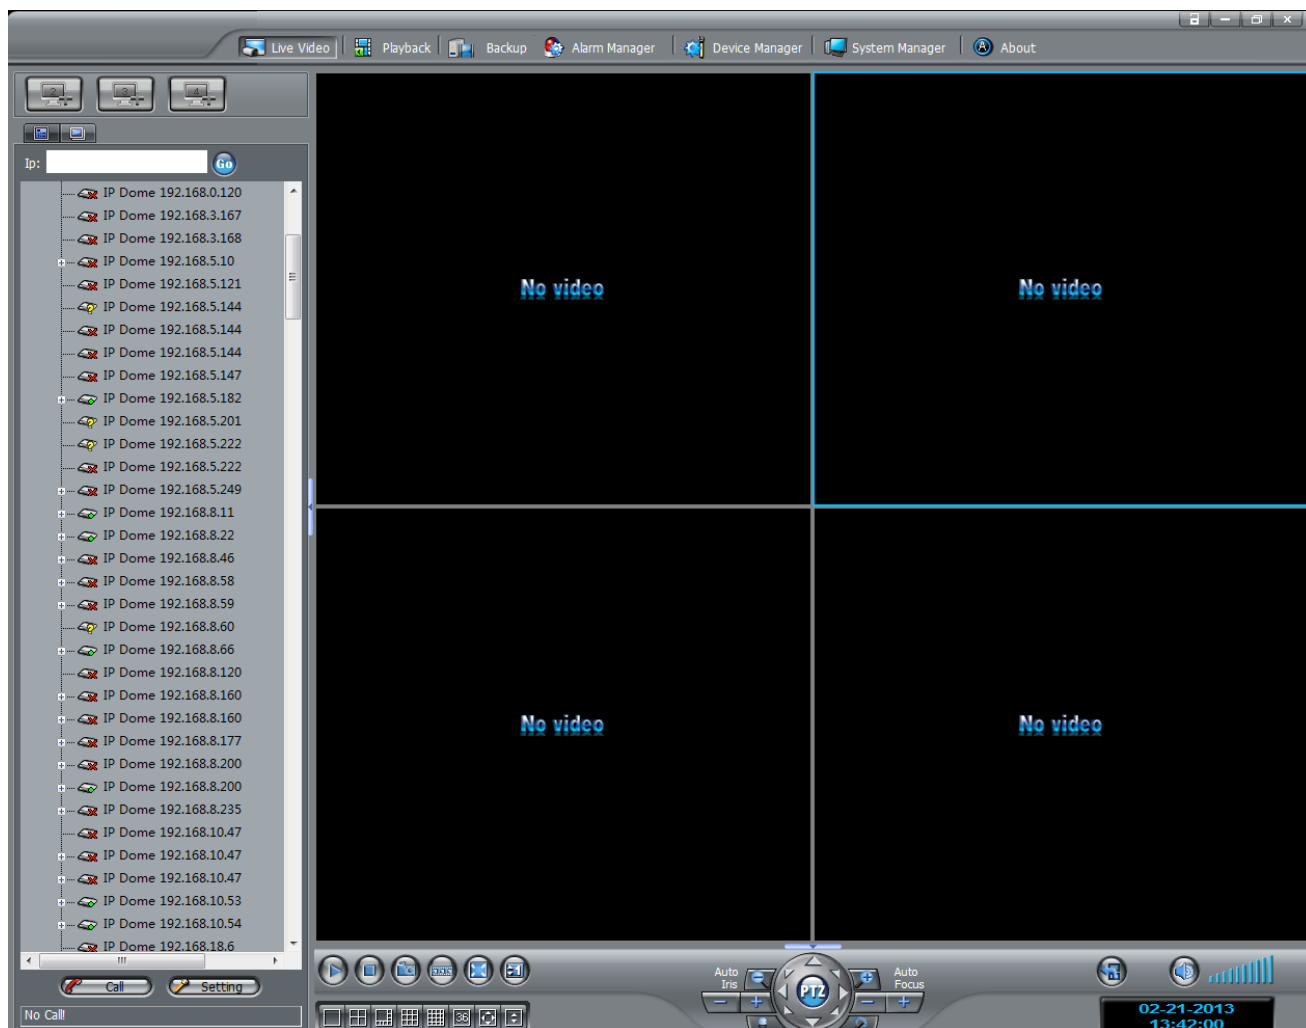 Live Video Playback Backup Alarm Manager Device Manager System Manager About
2 3 4
Ip: Go
IP Dome 192.168.0.120
IP Dome 192.168.3.167
IP Dome 192.168.3.168
IP Dome 192.168.5.10
IP Dome 192.168.5.121
IP Dome 192.168.5.144
IP Dome 192.168.5.144
IP Dome 192.168.5.144
IP Dome 192.168.5.147
IP Dome 192.168.5.182
IP Dome 192.168.5.201
IP Dome 192.168.5.222
IP Dome 192.168.5.222
IP Dome 192.168.5.249
IP Dome 192.168.8.11
IP Dome 192.168.8.22
IP Dome 192.168.8.46
IP Dome 192.168.8.58
IP Dome 192.168.8.59
IP Dome 192.168.8.60
IP Dome 192.168.8.66
IP Dome 192.168.8.120
IP Dome 192.168.8.160
IP Dome 192.168.8.160
IP Dome 192.168.8.177
IP Dome 192.168.8.200
IP Dome 192.168.8.200
IP Dome 192.168.8.235
IP Dome 192.168.10.47
IP Dome 192.168.10.47
IP Dome 192.168.10.47
IP Dome 192.168.10.53
IP Dome 192.168.10.54
IP Dome 192.168.18.6
Call Setting
No Call!
No video
No video
No video
No video
36
Auto
Iris
PTZ
Auto
Focus
02-21-2013
13:42:00